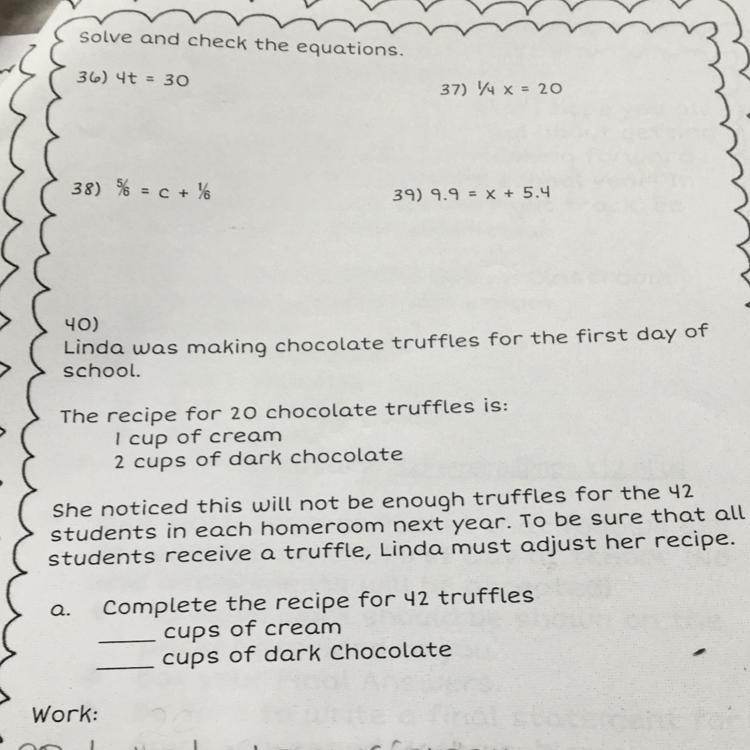 Solve and check the equations.
36) 4t = 30
37) ¼ x = 20
38) ⅚ = c + ⅙
39) 9.9 = x + 5.4
40)
Linda was making chocolate truffles for the first day of
school.
The recipe for 20 chocolate truffles is:
1 cup of cream
2 cups of dark chocolate
She noticed this will not be enough truffles for the 42
students in each homeroom next year. To be sure that all
students receive a truffle, Linda must adjust her recipe.
a. Complete the recipe for 42 truffles
_____ cups of cream
_____ cups of dark Chocolate
Work: